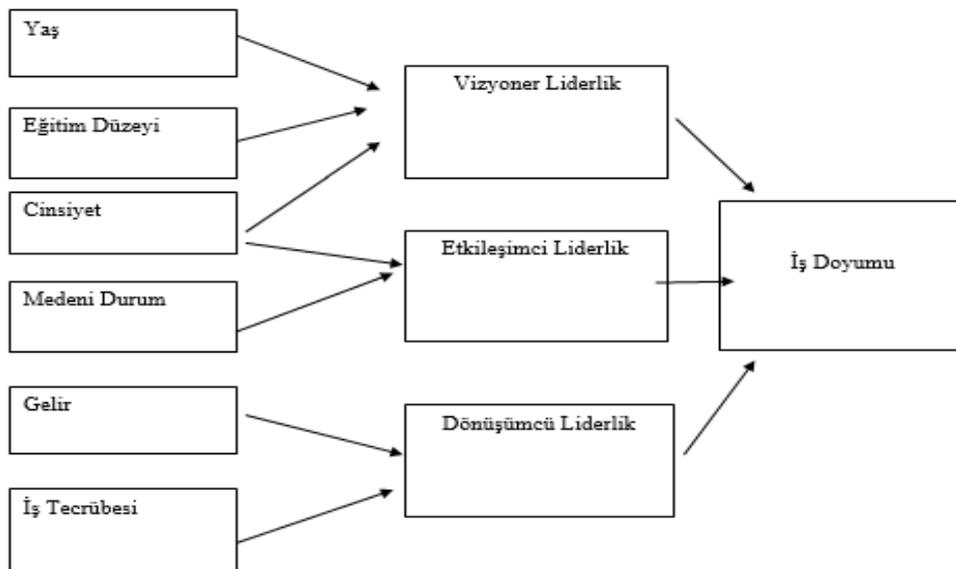 Yaş
Eğitim Düzeyi
Cinsiyet
Medeni Durum
Gelir
İş Tecrübesi
Vizyoner Liderlik
Etkileşimci Liderlik
Dönüşümcü Liderlik
İş Doyumu